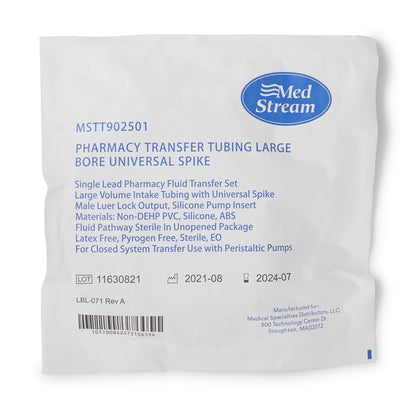 Med
Stream
MSTT902501
PHARMACY TRANSFER TUBING LARGE
BORE UNIVERSAL SPIKE
Single Lead Pharmacy Fluid Transfer Set
Large Volume Intake Tubing with Universal Spike
Male Luer Lock Output, Silicone Pump Insert
Materials: Non-DEHP PVC, Silicone, ABS
Fluid Pathway Sterile In Unopened Package
Latex Free, Pyrogen Free, Sterile, EO
For Closed System Transfer Use with Peristaltic Pumps
LOT 11630821 2021-08 2024-07
LBL-071 Rev A
Manufactured for:
Medical Specialties Distributors, LLC
800 Technology Center Dr.
Stoughton, MA02072